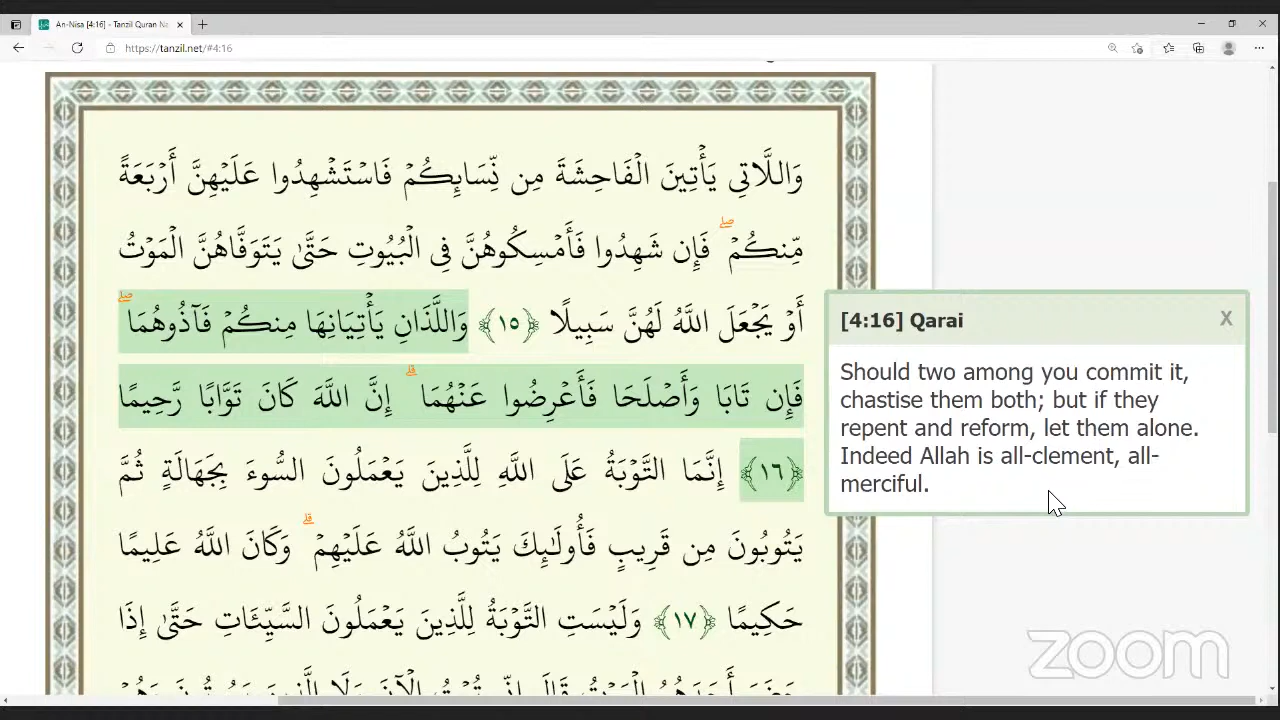 An-Nisa [4:16] - Tanzil Quran Na
https://tanzil.net/#4:16
وَاللَّاتِي يَأْتِينَ الْفَاحِشَةَ مِن نِّسَائِكُمْ فَاسْتَشْهِدُوا عَلَيْهِنَّ أَرْبَعَةً
مِّنكُمْ ۖ فَإِن شَهِدُوا فَأَمْسِكُوهُنَّ فِي الْبُيُوتِ حَتَّىٰ يَتَوَفَّاهُنَّ الْمَوْتُ
أَوْ يَجْعَلَ اللَّهُ لَهُنَّ سَبِيلًا ﴿١٥﴾ وَاللَّذَانِ يَأْتِيَانِهَا مِنكُمْ فَآذُوهُمَا ۖ
فَإِن تَابَا وَأَصْلَحَا فَأَعْرِضُوا عَنْهُمَا ۗ إِنَّ اللَّهَ كَانَ تَوَّابًا رَّحِيمًا
﴿١٦﴾ إِنَّمَا التَّوْبَةُ عَلَى اللَّهِ لِلَّذِينَ يَعْمَلُونَ السُّوءَ بِجَهَالَةٍ ثُمَّ
يَتُوبُونَ مِن قَرِيبٍ فَأُولَـٰئِكَ يَتُوبُ اللَّهُ عَلَيْهِمْ ۗ وَكَانَ اللَّهُ عَلِيمًا
حَكِيمًا ﴿١٧﴾ وَلَيْسَتِ التَّوْبَةُ لِلَّذِينَ يَعْمَلُونَ السَّيِّئَاتِ حَتَّىٰ إِذَا
[4:16] Qarai
X
Should two among you commit it,
chastise them both; but if they
repent and reform, let them alone.
Indeed Allah is all-clement, all-
merciful.
zoom